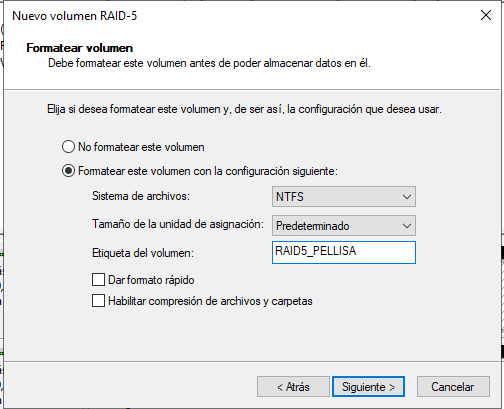 Nuevo volumen RAID-5
Formatear volumen
Debe formatear este volumen antes de poder almacenar datos en él.
Elija si desea formatear este volumen y, de ser así, la configuración que desea usar.
No formatear este volumen
Formatear este volumen con la configuración siguiente:
Sistema de archivos: NTFS
Tamaño de la unidad de asignación: Predeterminado
Etiqueta del volumen: RAID5_PELLISA
Dar formato rápido
Habilitar compresión de archivos y carpetas
< Atrás Siguiente > Cancelar